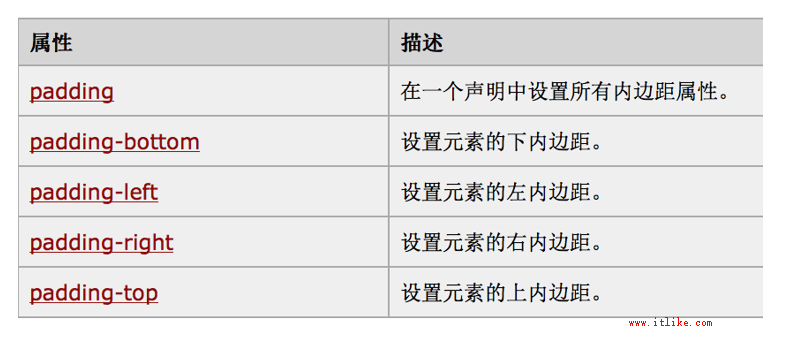 属性 描述
padding 在一个声明中设置所有内边距属性。
padding-bottom 设置元素的下内边距。
padding-left 设置元素的左内边距。
padding-right 设置元素的右内边距。
padding-top 设置元素的上内边距。
www.itlike.com